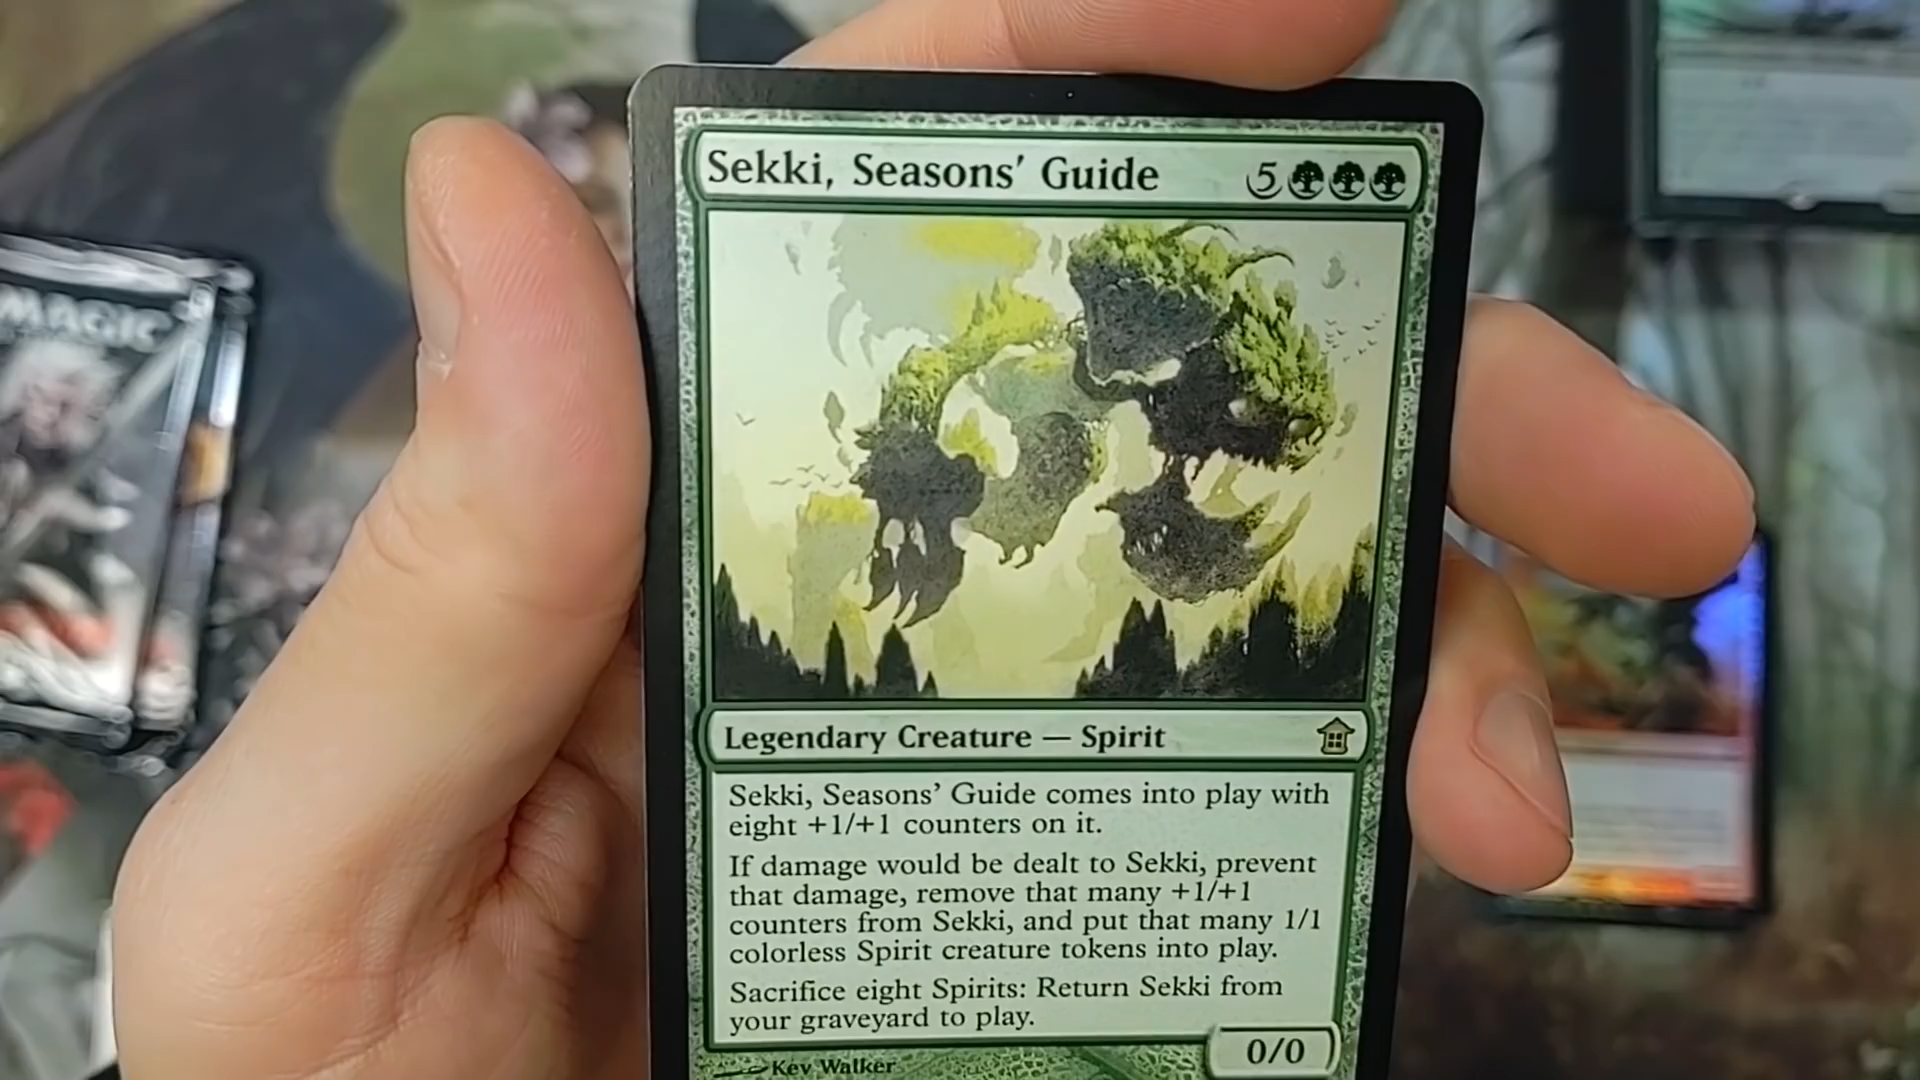 Sekki, Seasons' Guide 5
MAGIC
Legendary Creature — Spirit
Sekki, Seasons' Guide comes into play with
eight +1/+1 counters on it.
If damage would be dealt to Sekki, prevent
that damage, remove that many +1/+1
counters from Sekki, and put that many 1/1
colorless Spirit creature tokens into play.
Sacrifice eight Spirits: Return Sekki from
your graveyard to play.
0/0
Kev Walker